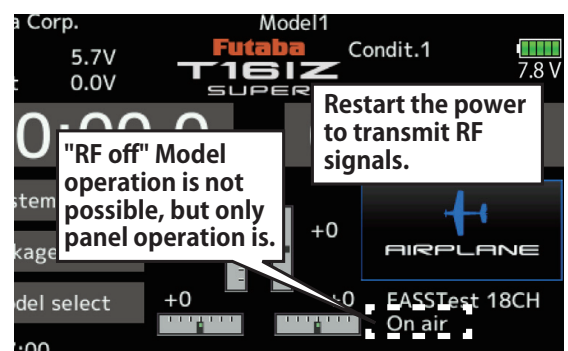 a Corp.
Model1
5.7V
Futaba
Condit.1
T16IZ
7.8 V
0.0V
SUPER
Restart the power
to transmit RF
signals.
"RF off" Model
operation is not
possible, but only
panel operation is.
+0
AIRPLANE
del select
+0
+0
EASSTest 18CH
On air